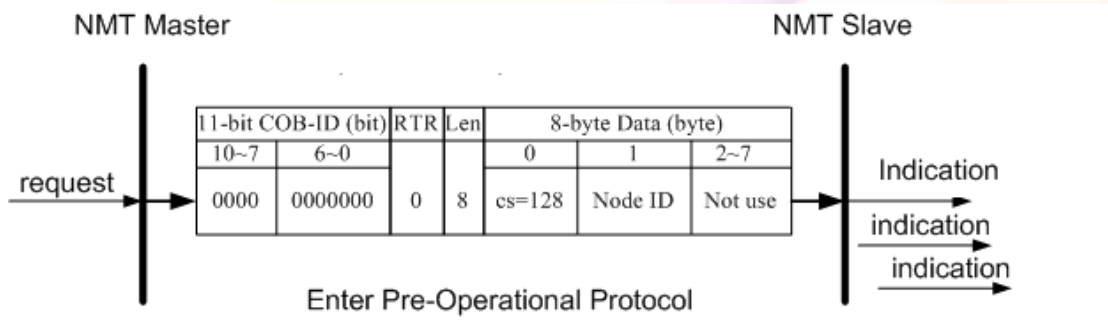 NMT Master NMT Slave
11-bit COB-ID (bit) RTR Len 8-byte Data (byte)
10~7 6~0 0 1 2~7
request 0000 0000000 0 8 cs=128 Node ID Not use Indication
indication
indication
Enter Pre-Operational Protocol